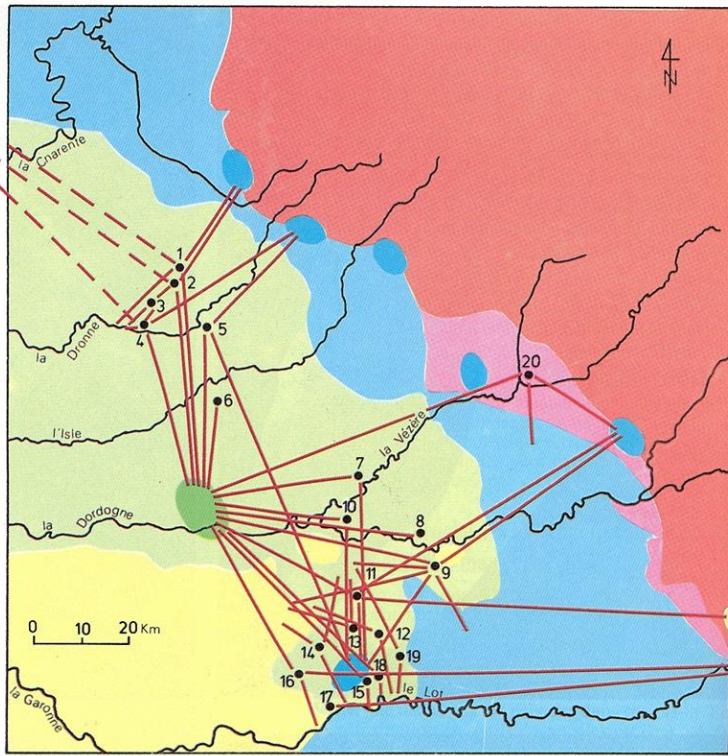 N
la Charente
1
2
3
4
5
la Dronne
20
6
l'Isle
la Vézère
7
10
8
la Dordogne
9
11
0 10 20 Km
13
12
14
19
16
18
15
17
le Lot
la Garonne